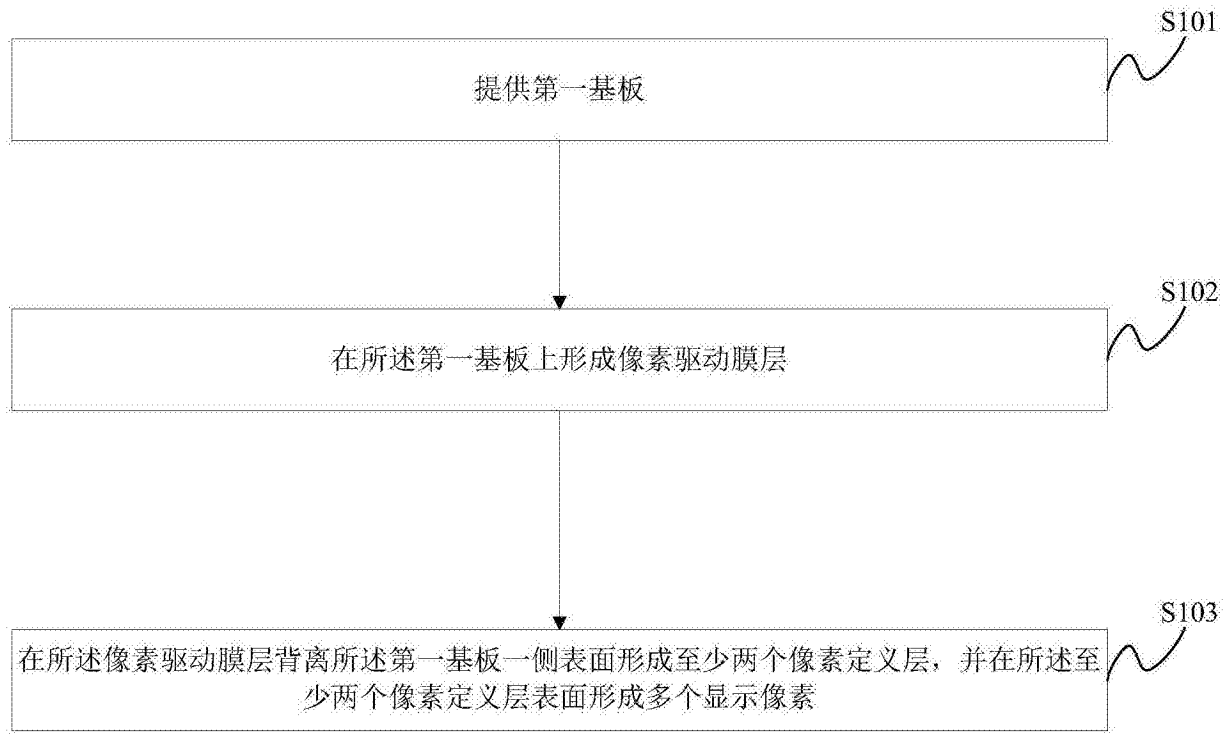 S101
提供第一基板
S102
在所述第一基板上形成像素驱动膜层
S103
在所述像素驱动膜层背离所述第一基板一侧表面形成至少两个像素定义层，并在所述至
少两个像素定义层表面形成多个显示像素